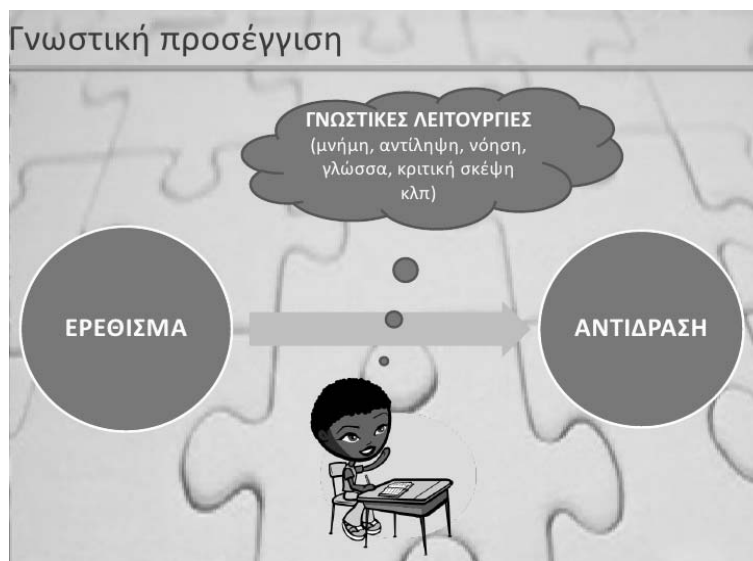 Γνωστική προσέγγιση
ΓΝΩΣΤΙΚΕΣ ΛΕΙΤΟΥΡΓΙΕΣ
(μνήμη, αντίληψη, νόηση,
γλώσσα, κριτική σκέψη
κλπ)
ΕΡΕΘΙΣΜΑ
ΑΝΤΙΔΡΑΣΗ